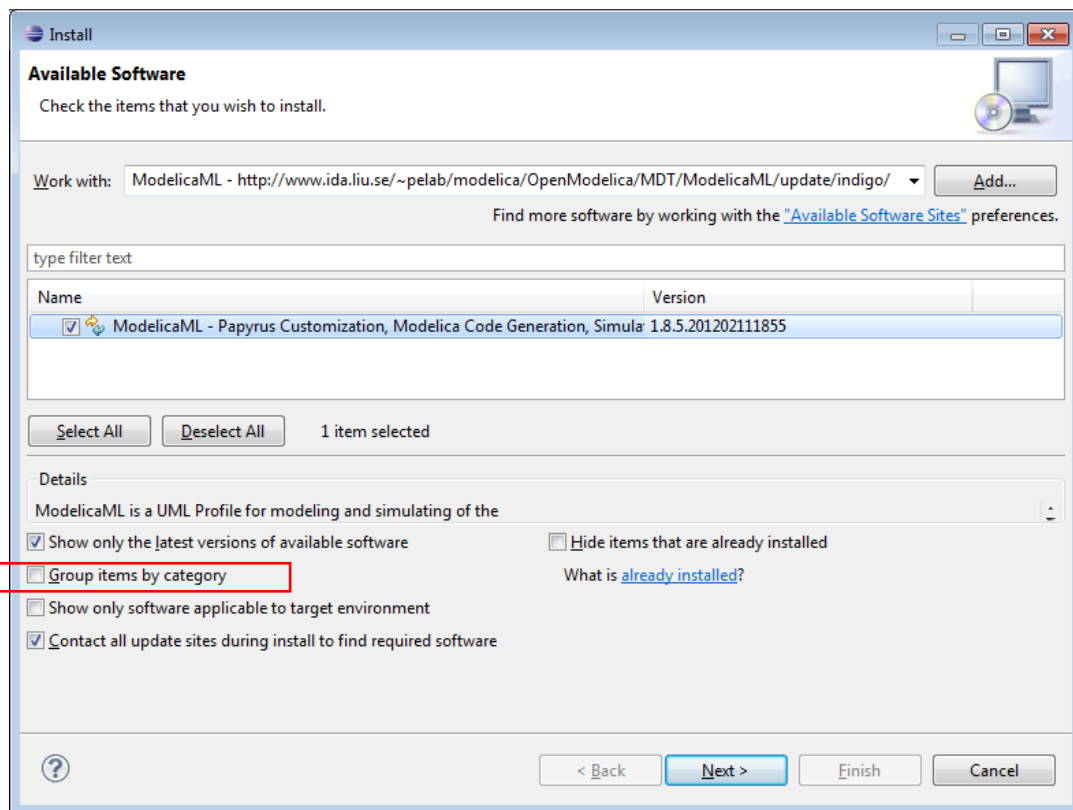 Install
Available Software
Check the items that you wish to install.
Work with: ModelicaML - http://www.ida.liu.se/~pelab/modelica/OpenModelica/MDT/ModelicaML/update/indigo/ Add...
Find more software by working with the "Available Software Sites" preferences.
type filter text
Name Version
ModelicaML - Papyrus Customization, Modelica Code Generation, Simula 1.8.5.201202111855
Select All Deselect All 1 item selected
Details
ModelicaML is a UML Profile for modeling and simulating of the
Show only the latest versions of available software Hide items that are already installed
Group items by category What is already installed?
Show only software applicable to target environment
Contact all update sites during install to find required software
? < Back Next > Finish Cancel